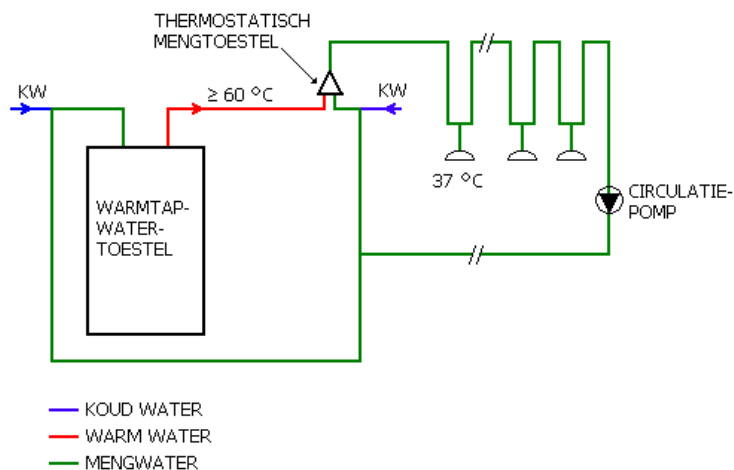 THERMOSTATISCH
MENGTOESTEL
KW
≥ 60 °C
KW
37 °C
WARMTAP-
WATER-
TOESTEL
CIRCULATIE-
POMP
KOUD WATER
WARM WATER
MENGWATER